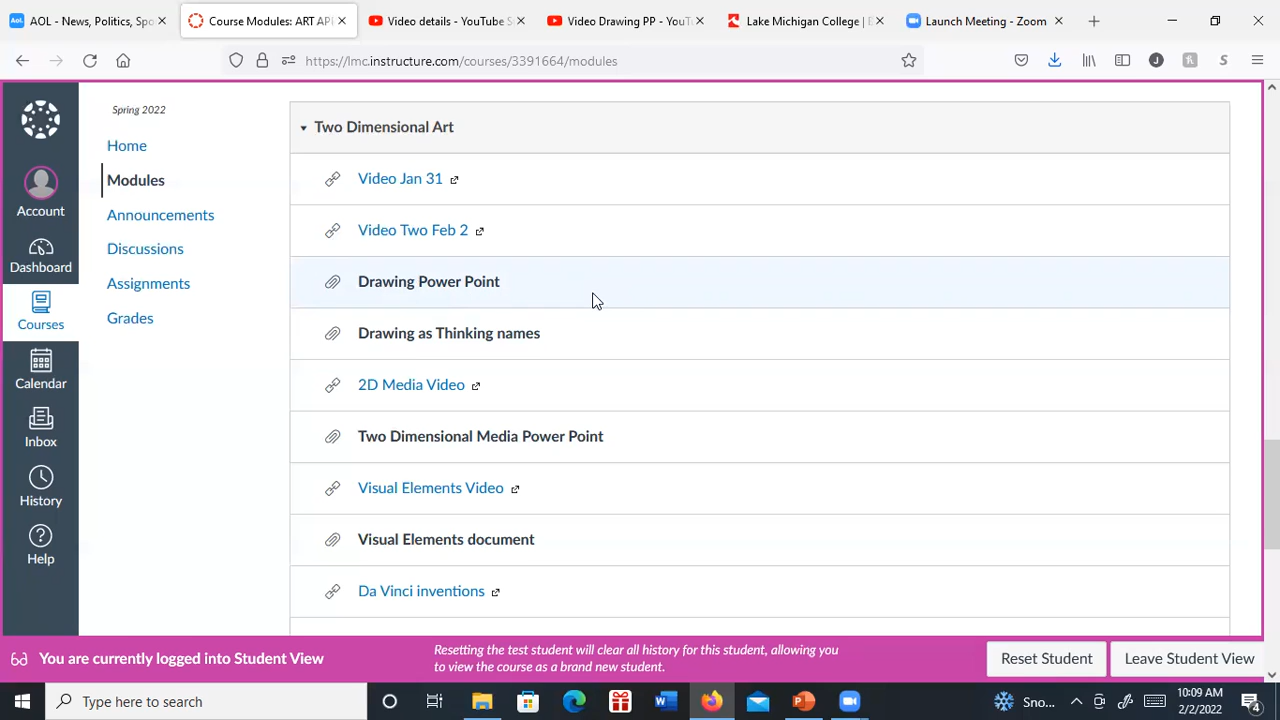 AOL - News, Politics, Spo
Course Modules: ART API
Video details - YouTube S
Video Drawing PP - YouTu
Lake Michigan College | E
Launch Meeting - Zoom
https://lmc.instructure.com/courses/3391664/modules
Spring 2022
Home
Modules
Announcements
Discussions
Assignments
Grades
Account
Dashboard
Courses
Calendar
Inbox
History
Help
Two Dimensional Art
Video Jan 31
Video Two Feb 2
Drawing Power Point
Drawing as Thinking names
2D Media Video
Two Dimensional Media Power Point
Visual Elements Video
Visual Elements document
Da Vinci inventions
You are currently logged into Student View
Resetting the test student will clear all history for this student, allowing you
to view the course as a brand new student.
Reset Student
Leave Student View
Type here to search
Sno...
10:09 AM
2/2/2022
4